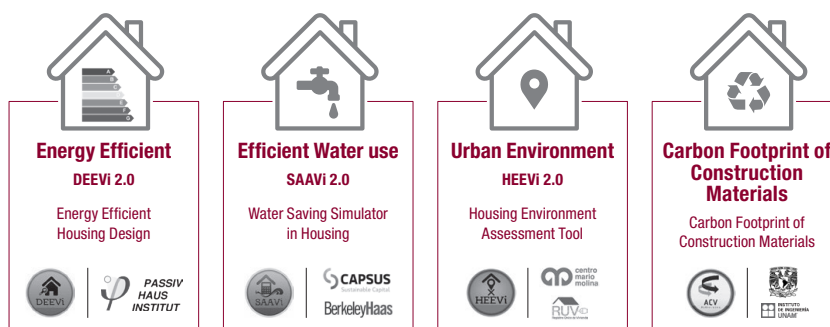 A
B
C
E
F
G
Energy Efficient
DEEVi 2.0
Energy Efficient
Housing Design
DEEVi
PASSIV
HAUS
INSTITUT
Efficient Water use
SAAVi 2.0
Water Saving Simulator
in Housing
SAAVi
CAPSUS
Sustainable Capital
BerkeleyHaas
Urban Environment
HEEVi 2.0
Housing Environment
Assessment Tool
HEEVi
centro
mario
molina
RUV
Carbon Footprint of
Construction
Materials
Carbon Footprint of
Construction Materials
ACV
INSTITUTO
DE INGENIERÍA
UNAM